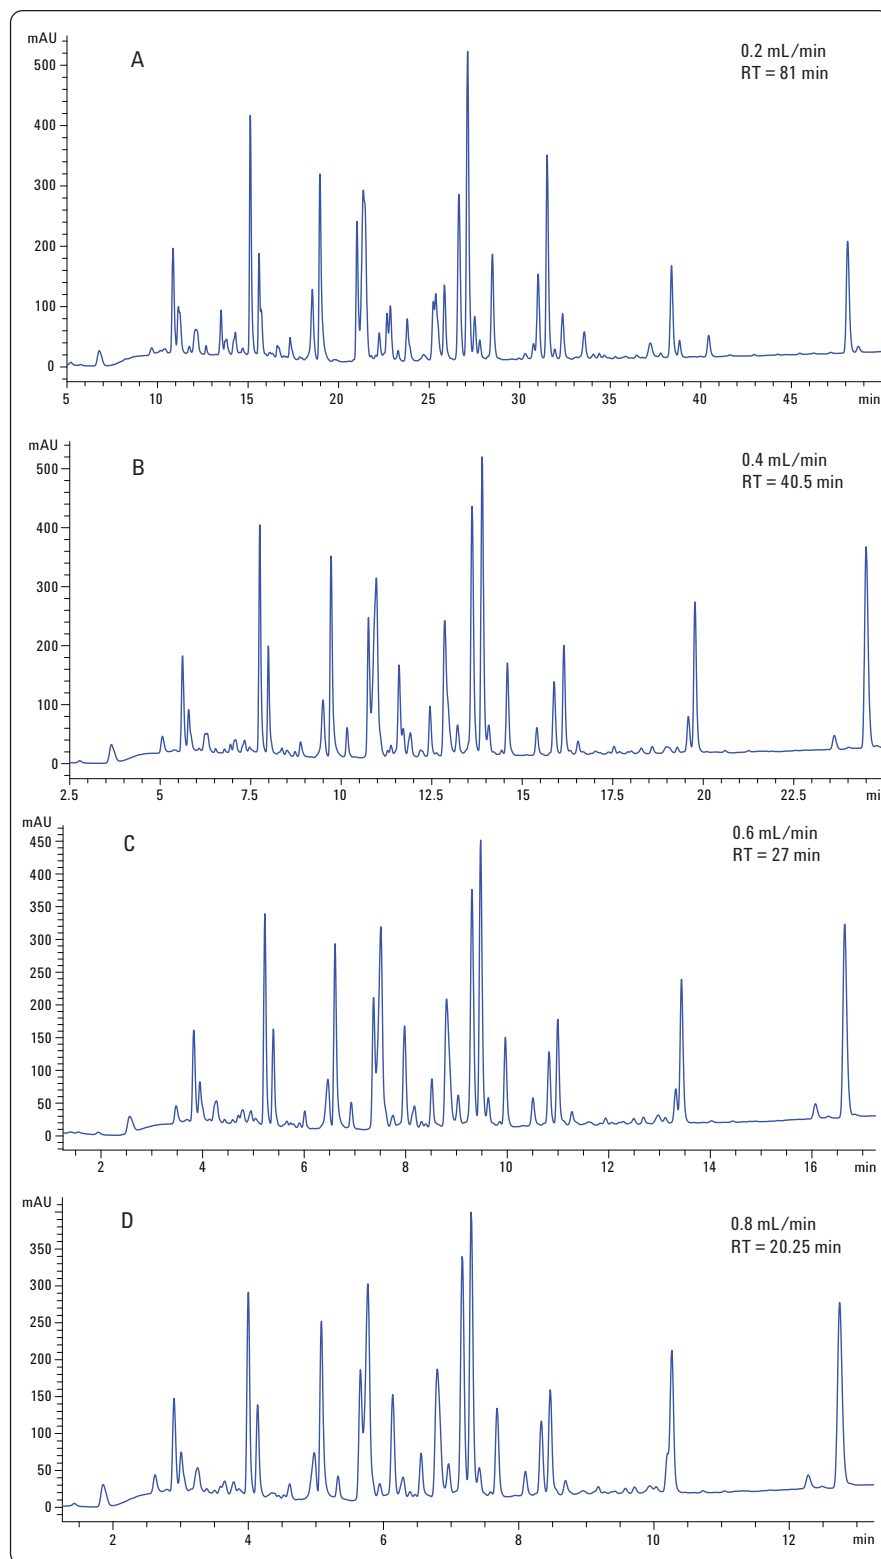 mAU
A
0.2 mL/min
RT = 81 min
500
400
300
200
100
0
5 10 15 20 25 30 35 40 45 min
mAU
B
0.4 mL/min
RT = 40.5 min
500
400
300
200
100
0
2.5 5 7.5 10 12.5 15 17.5 20 22.5 mi
C
0.6 mL/min
RT = 27 min
mAU
450
400
350
300
250
200
150
100
50
0
2 4 6 8 10 12 14 16 min
mAU
D
0.8 mL/min
RT = 20.25 min
350
300
250
200
150
100
50
0
2 4 6 8 10 12 min